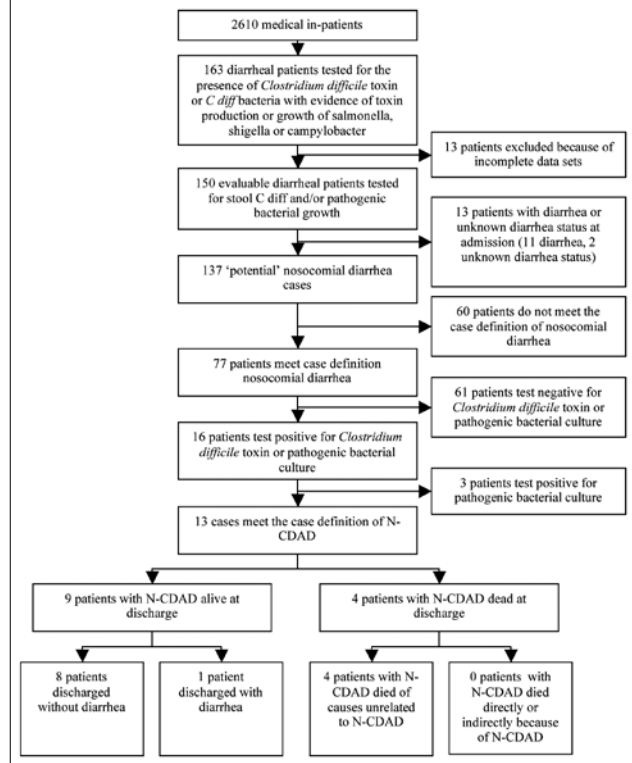 2610 medical in-patients
163 diarrheal patients tested for the
presence of Clostridium difficile toxin
or C diff bacteria with evidence of toxin
production or growth of salmonella,
shigella or campylobacter
13 patients excluded because of
incomplete data sets
150 evaluable diarrheal patients tested
for stool C diff and/or pathogenic
bacterial growth
13 patients with diarrhea or
unknown diarrhea status at
admission (11 diarrhea, 2
unknown diarrhea status)
137 ‘potential’ nosocomial diarrhea
cases
60 patients do not meet the
case definition of nosocomial
diarrhea
77 patients meet case definition
nosocomial diarrhea
61 patients test negative for
Clostridium difficile toxin or
pathogenic bacterial culture
16 patients test positive for Clostridium
difficile toxin or pathogenic bacterial
culture
3 patients test positive for
pathogenic bacterial culture
13 cases meet the case definition of N-
CDAD
9 patients with N-CDAD alive at
discharge
4 patients with N-CDAD dead at
discharge
8 patients
discharged
without diarrhea
1 patient
discharged with
diarrhea
4 patients with N-
CDAD died of
causes unrelated
to N-CDAD
0 patients with
N-CDAD died
directly or
indirectly because
of N-CDAD